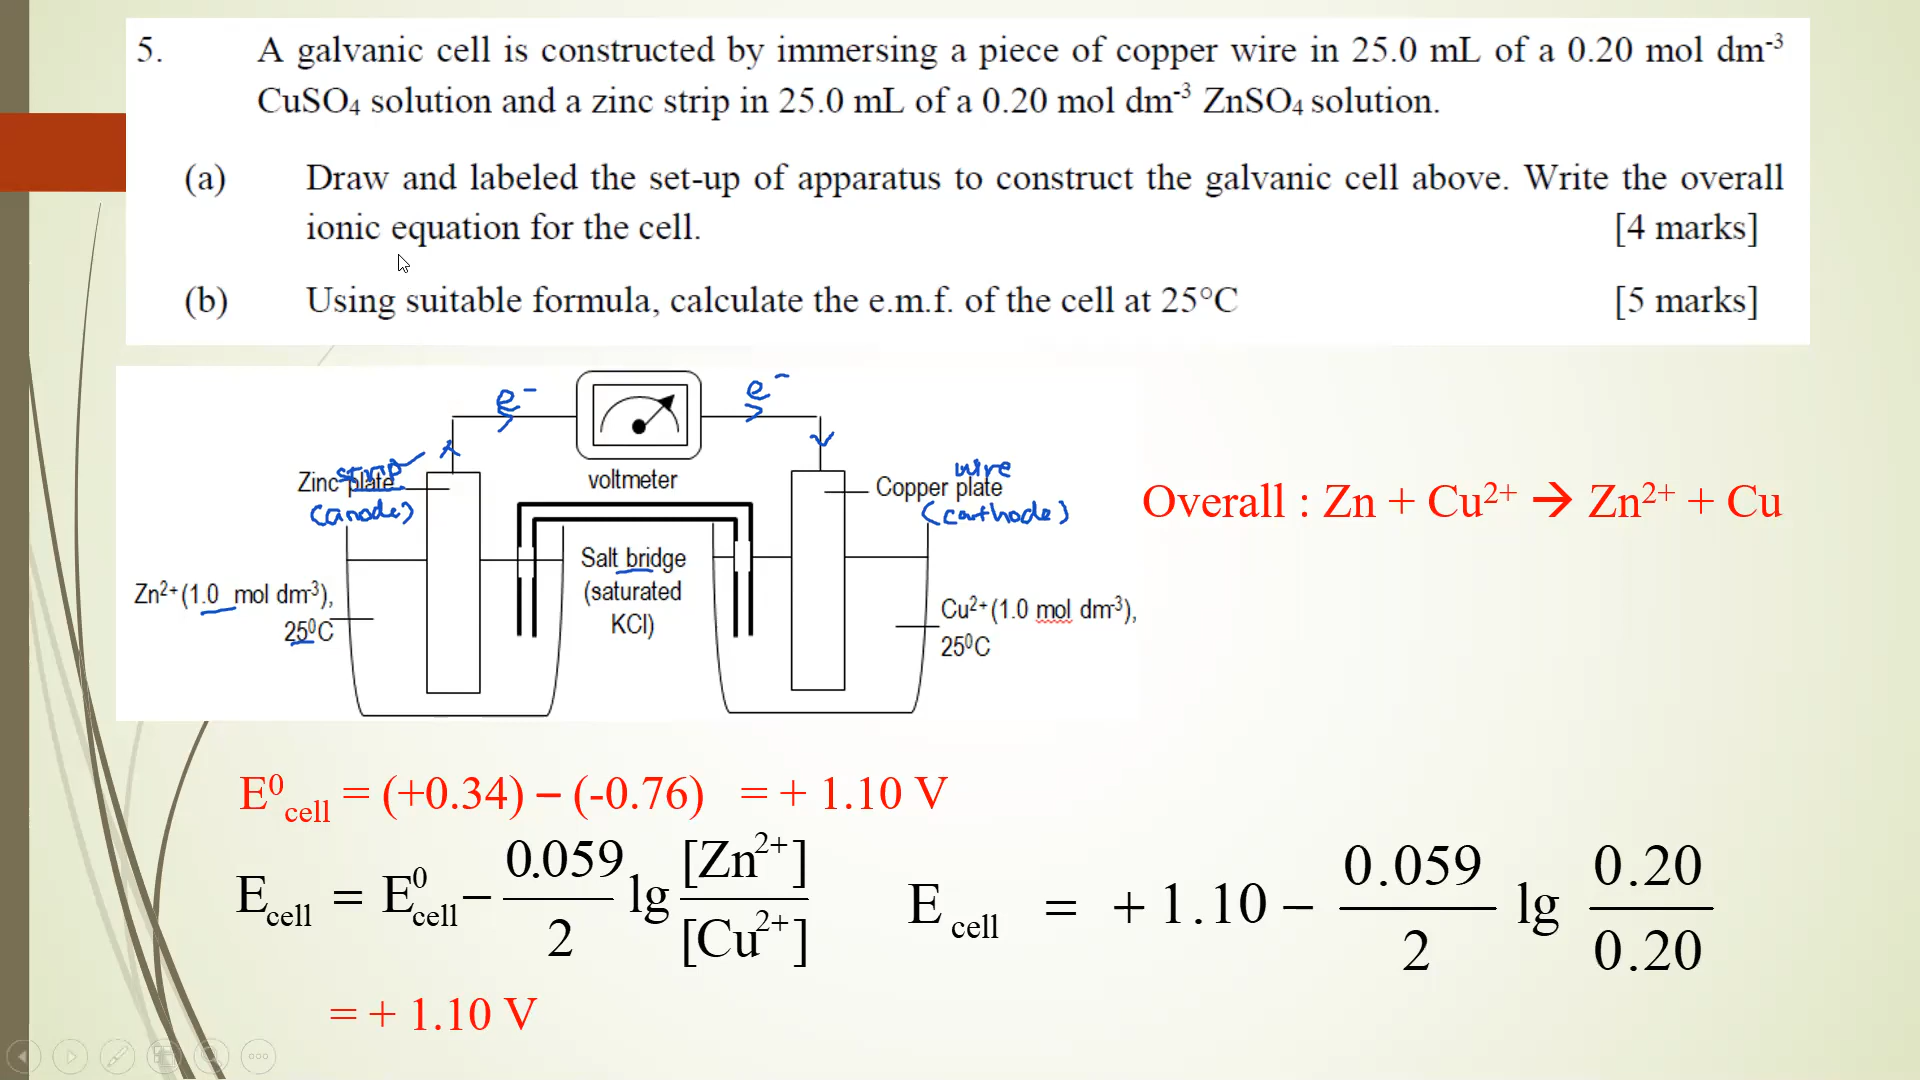 5. A galvanic cell is constructed by immersing a piece of copper wire in 25.0 mL of a 0.20 mol dm⁻³
CuSO₄ solution and a zinc strip in 25.0 mL of a 0.20 mol dm⁻³ ZnSO₄ solution.
(a) Draw and labeled the set-up of apparatus to construct the galvanic cell above. Write the overall
ionic equation for the cell. [4 marks]
(b) Using suitable formula, calculate the e.m.f. of the cell at 25°C [5 marks]
e⁻ e⁻
strip
Zinc plate
(anode)
voltmeter
wire
Copper plate
(cathode)
Salt bridge
(saturated
KCl)
Zn²⁺ (1.0 mol dm⁻³),
25⁰C
Cu²⁺ (1.0 mol dm⁻³),
25⁰C
Overall : Zn + Cu²⁺ → Zn²⁺ + Cu
E⁰cell = (+0.34) – (-0.76) = + 1.10 V
Ecell = E⁰cell – 0.059/2 lg [Zn²⁺]/[Cu²⁺]
Ecell = + 1.10 – 0.059/2 lg 0.20/0.20
= + 1.10 V